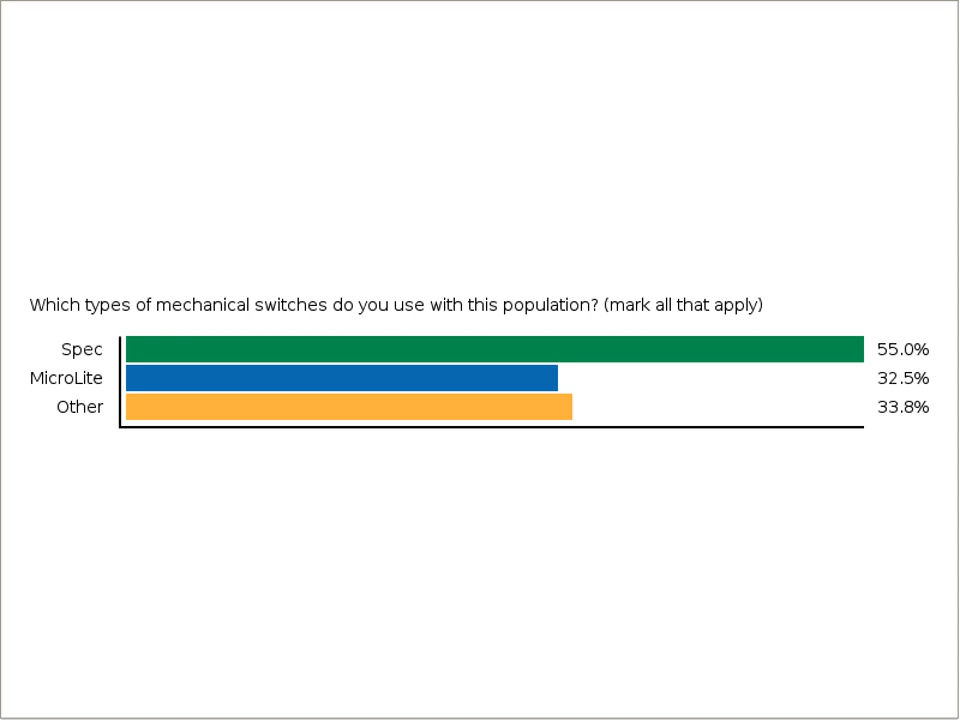 Which types of mechanical switches do you use with this population? (mark all that apply)
Spec 55.0%
MicroLite 32.5%
Other 33.8%